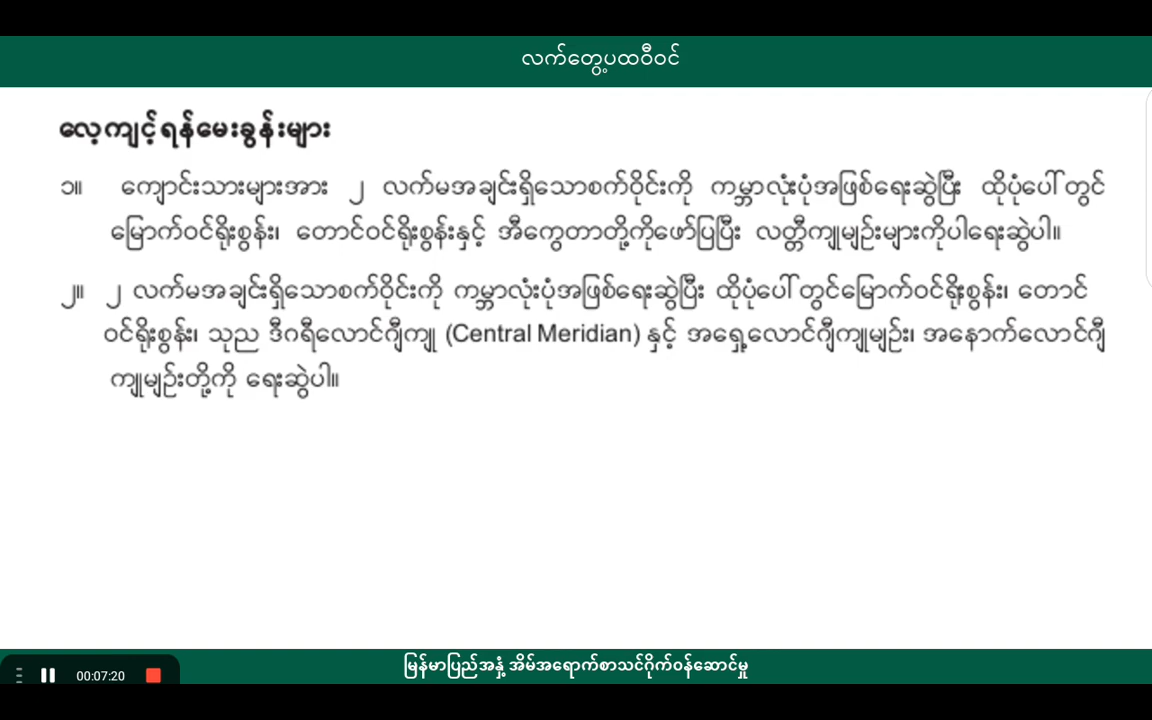 လက်တွေ့ပထဝီဝင်
လေ့ကျင့်ရန်မေးခွန်းများ
၁။ ကျောင်းသားများအား ၂ လက်မအချင်းရှိသောစက်ဝိုင်းကို ကမ္ဘာလုံးပုံအဖြစ်ရေးဆွဲပြီး ထိုပုံပေါ်တွင်
မြောက်ဝင်ရိုးစွန်း၊ တောင်ဝင်ရိုးစွန်းနှင့် အီကွေတာတို့ကိုဖော်ပြပြီး လတ္တီကျုမျဉ်းများကိုပါရေးဆွဲပါ။
၂။ ၂ လက်မအချင်းရှိသောစက်ဝိုင်းကို ကမ္ဘာလုံးပုံအဖြစ်ရေးဆွဲပြီး ထိုပုံပေါ်တွင်မြောက်ဝင်ရိုးစွန်း၊ တောင်
ဝင်ရိုးစွန်း၊ သုည ဒီဂရီလောင်ဂျီကျု (Central Meridian) နှင့် အရှေ့လောင်ဂျီကျုမျဉ်း၊ အနောက်လောင်ဂျီ
ကျုမျဉ်းတို့ကို ရေးဆွဲပါ။
မြန်မာပြည်အနှံ့ အိမ်အရောက်စာသင်ဂိုက်ဝန်ဆောင်မှု
00:07:20